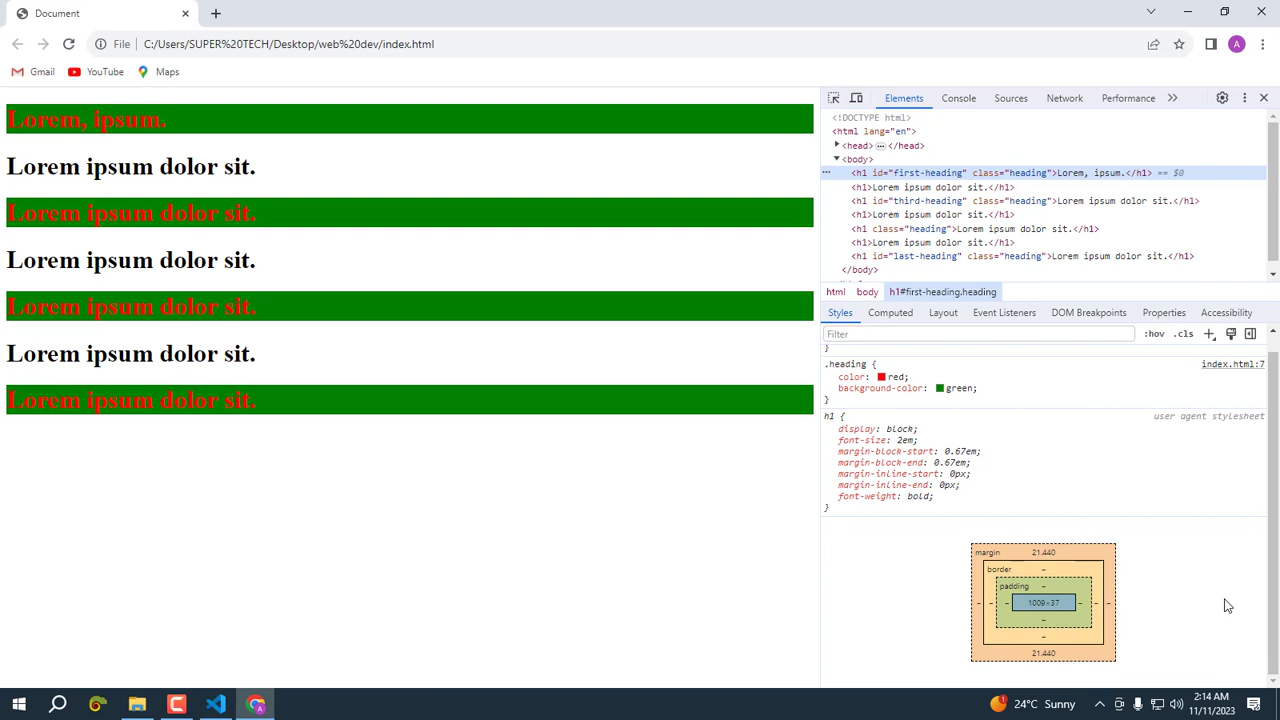 Document
File
C:/Users/SUPER%20TECH/Desktop/web%20dev/index.html
A
Gmail
YouTube
Maps
Lorem, ipsum.
Lorem ipsum dolor sit.
Lorem ipsum dolor sit.
Lorem ipsum dolor sit.
Lorem ipsum dolor sit.
Lorem ipsum dolor sit.
Lorem ipsum dolor sit.
Elements Console Sources Network Performance »
<!DOCTYPE html>
<html lang="en">
<head> … </head>
<body>
… <h1 id="first-heading" class="heading">Lorem, ipsum.</h1> == $0
<h1>Lorem ipsum dolor sit.</h1>
<h1 id="third-heading" class="heading">Lorem ipsum dolor sit.</h1>
<h1>Lorem ipsum dolor sit.</h1>
<h1 class="heading">Lorem ipsum dolor sit.</h1>
<h1>Lorem ipsum dolor sit.</h1>
<h1 id="last-heading" class="heading">Lorem ipsum dolor sit.</h1>
</body>
html body h1#first-heading.heading
Styles Computed Layout Event Listeners DOM Breakpoints Properties Accessibility
Filter :hov .cls +
}
.heading { index.html:7
color: red;
background-color: green;
}
h1 { user agent stylesheet
display: block;
font-size: 2em;
margin-block-start: 0.67em;
margin-block-end: 0.67em;
margin-inline-start: 0px;
margin-inline-end: 0px;
font-weight: bold;
}
margin 21.440
border -
padding -
- - - 1009×37 - - -
-
-
21.440
1
24°C Sunny
2:14 AM
11/11/2023